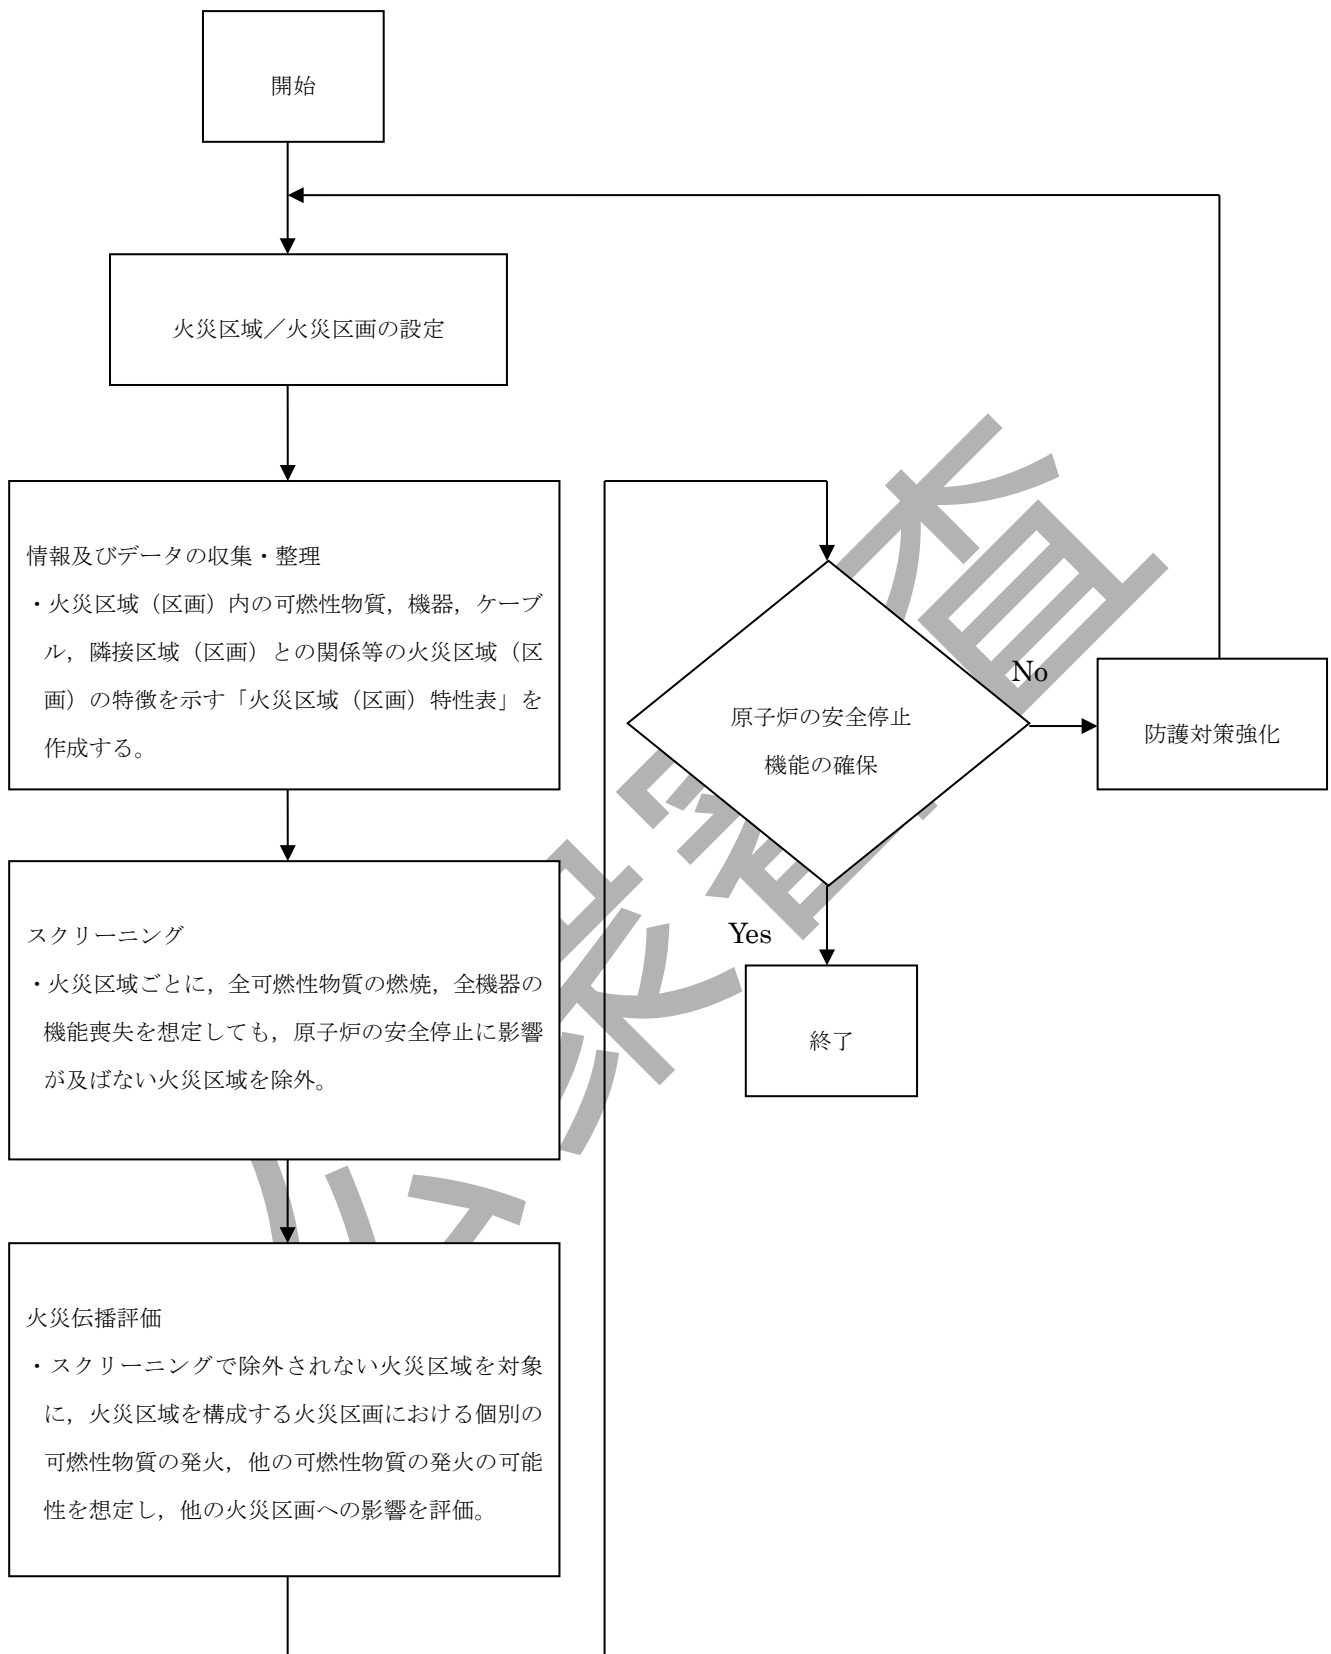 開始
火災区域／火災区画の設定
情報及びデータの収集・整理
・火災区域（区画）内の可燃性物質，機器，ケーブ
ル，隣接区域（区画）との関係等の火災区域（区
画）の特徴を示す「火災区域（区画）特性表」を
作成する。
スクリーニング
・火災区域ごとに，全可燃性物質の燃焼，全機器の
機能喪失を想定しても，原子炉の安全停止に影響
が及ばない火災区域を除外。
火災伝播評価
・スクリーニングで除外されない火災区域を対象
に，火災区域を構成する火災区画における個別の
可燃性物質の発火，他の可燃性物質の発火の可能
性を想定し，他の火災区画への影響を評価。
原子炉の安全停止
機能の確保
No
防護対策強化
Yes
終了